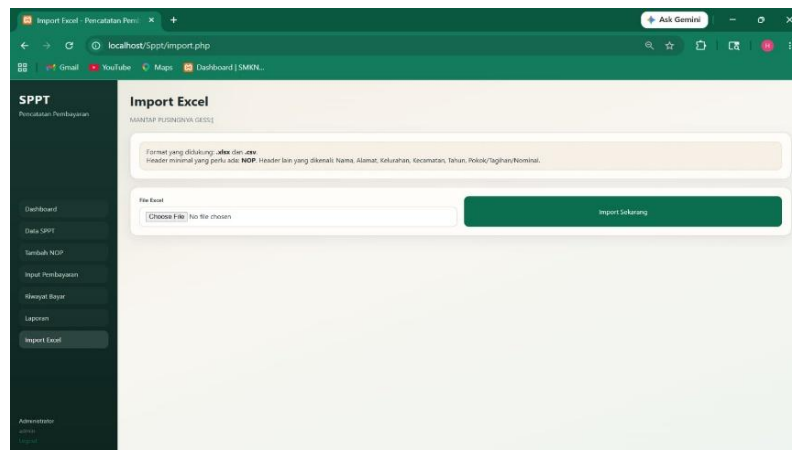 Import Excel - Pencatatan Pem
Ask Gemini
localhost/Sppt/import.php
Gmail
YouTube
Maps
Dashboard | SMKN...
SPPT
Pencatatan Pembayaran
Dashboard
Data SPPT
Tambah NOP
Input Pembayaran
Riwayat Bayar
Laporan
Import Excel
Administrator
admin
Logout
Import Excel
MANTAP PUSINGNYA GESS:)
Format yang didukung: .xlsx dan .csv.
Header minimal yang perlu ada: NOP. Header lain yang dikenali: Nama, Alamat, Kelurahan, Kecamatan, Tahun, Pokok/Tagihan/Nominal.
File Excel
Choose File No file chosen
Import Sekarang